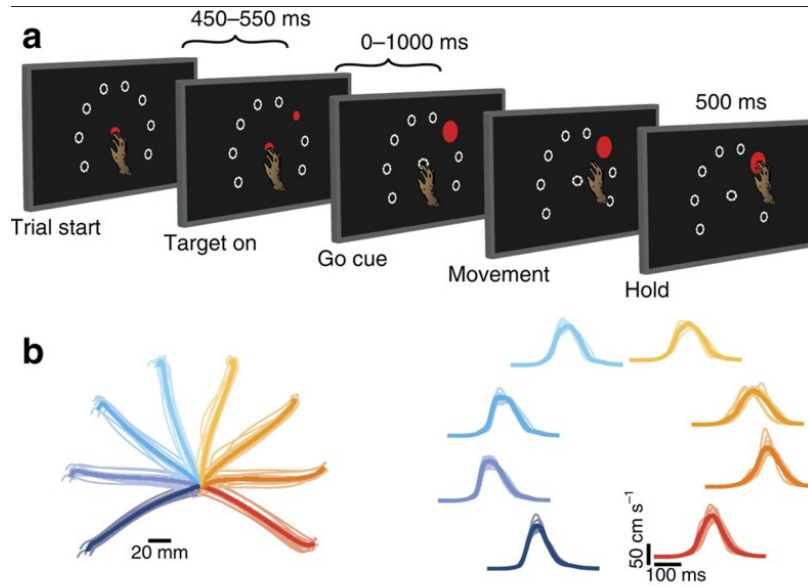 a
450–550 ms
0–1000 ms
500 ms
Trial start
Target on
Go cue
Movement
Hold
b
20 mm
50 cm s⁻¹
100 ms